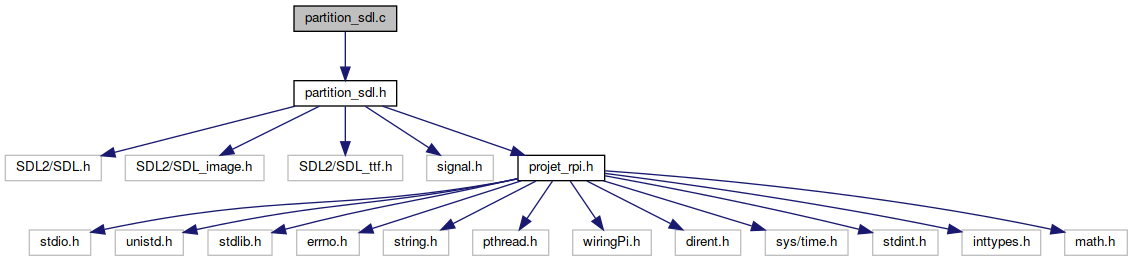 partition_sdl.c
partition_sdl.h
SDL2/SDL.h
SDL2/SDL_image.h
SDL2/SDL_ttf.h
signal.h
projet_rpi.h
stdio.h
unistd.h
stdlib.h
errno.h
string.h
pthread.h
wiringPi.h
dirent.h
sys/time.h
stdint.h
inttypes.h
math.h